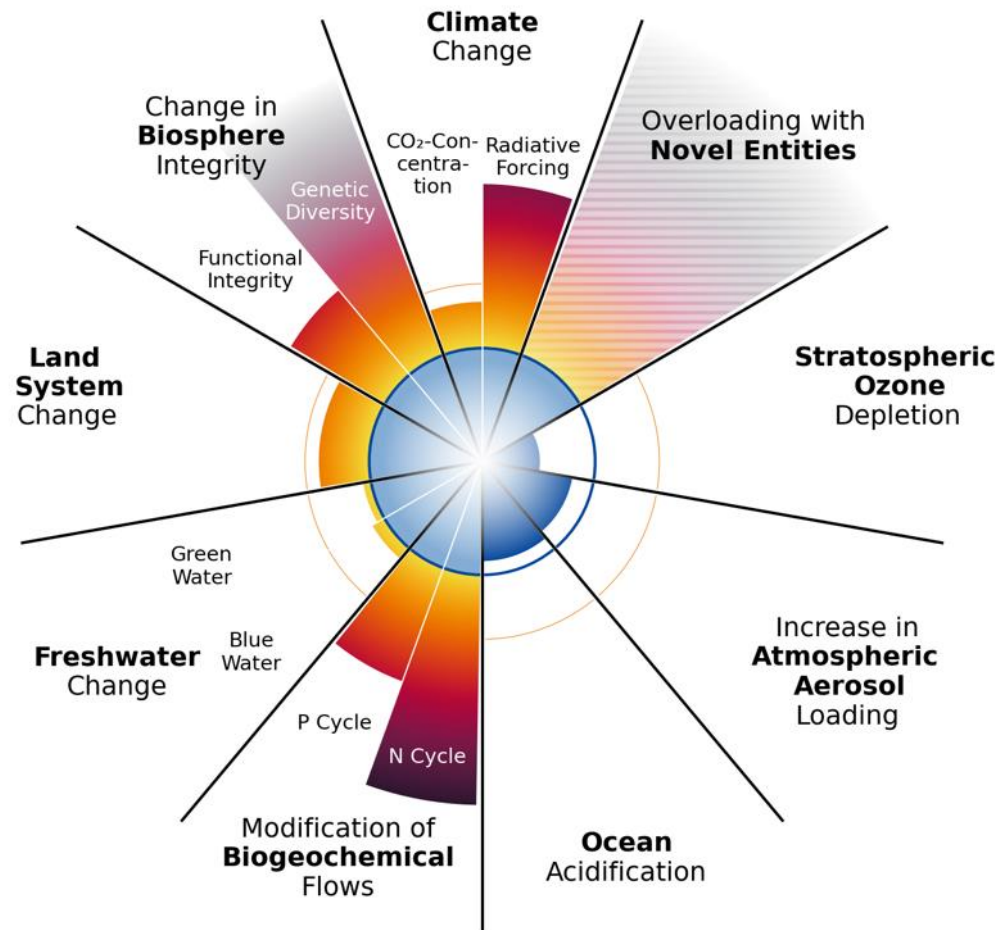 Climate
Change
Change in
Biosphere
Integrity
CO₂-Con-
centra-
tion
Radiative
Forcing
Overloading with
Novel Entities
Genetic
Diversity
Functional
Integrity
Land
System
Change
Stratospheric
Ozone
Depletion
Green
Water
Blue
Water
Freshwater
Change
Increase in
Atmospheric
Aerosol
Loading
P Cycle
N Cycle
Modification of
Biogeochemical
Flows
Ocean
Acidification